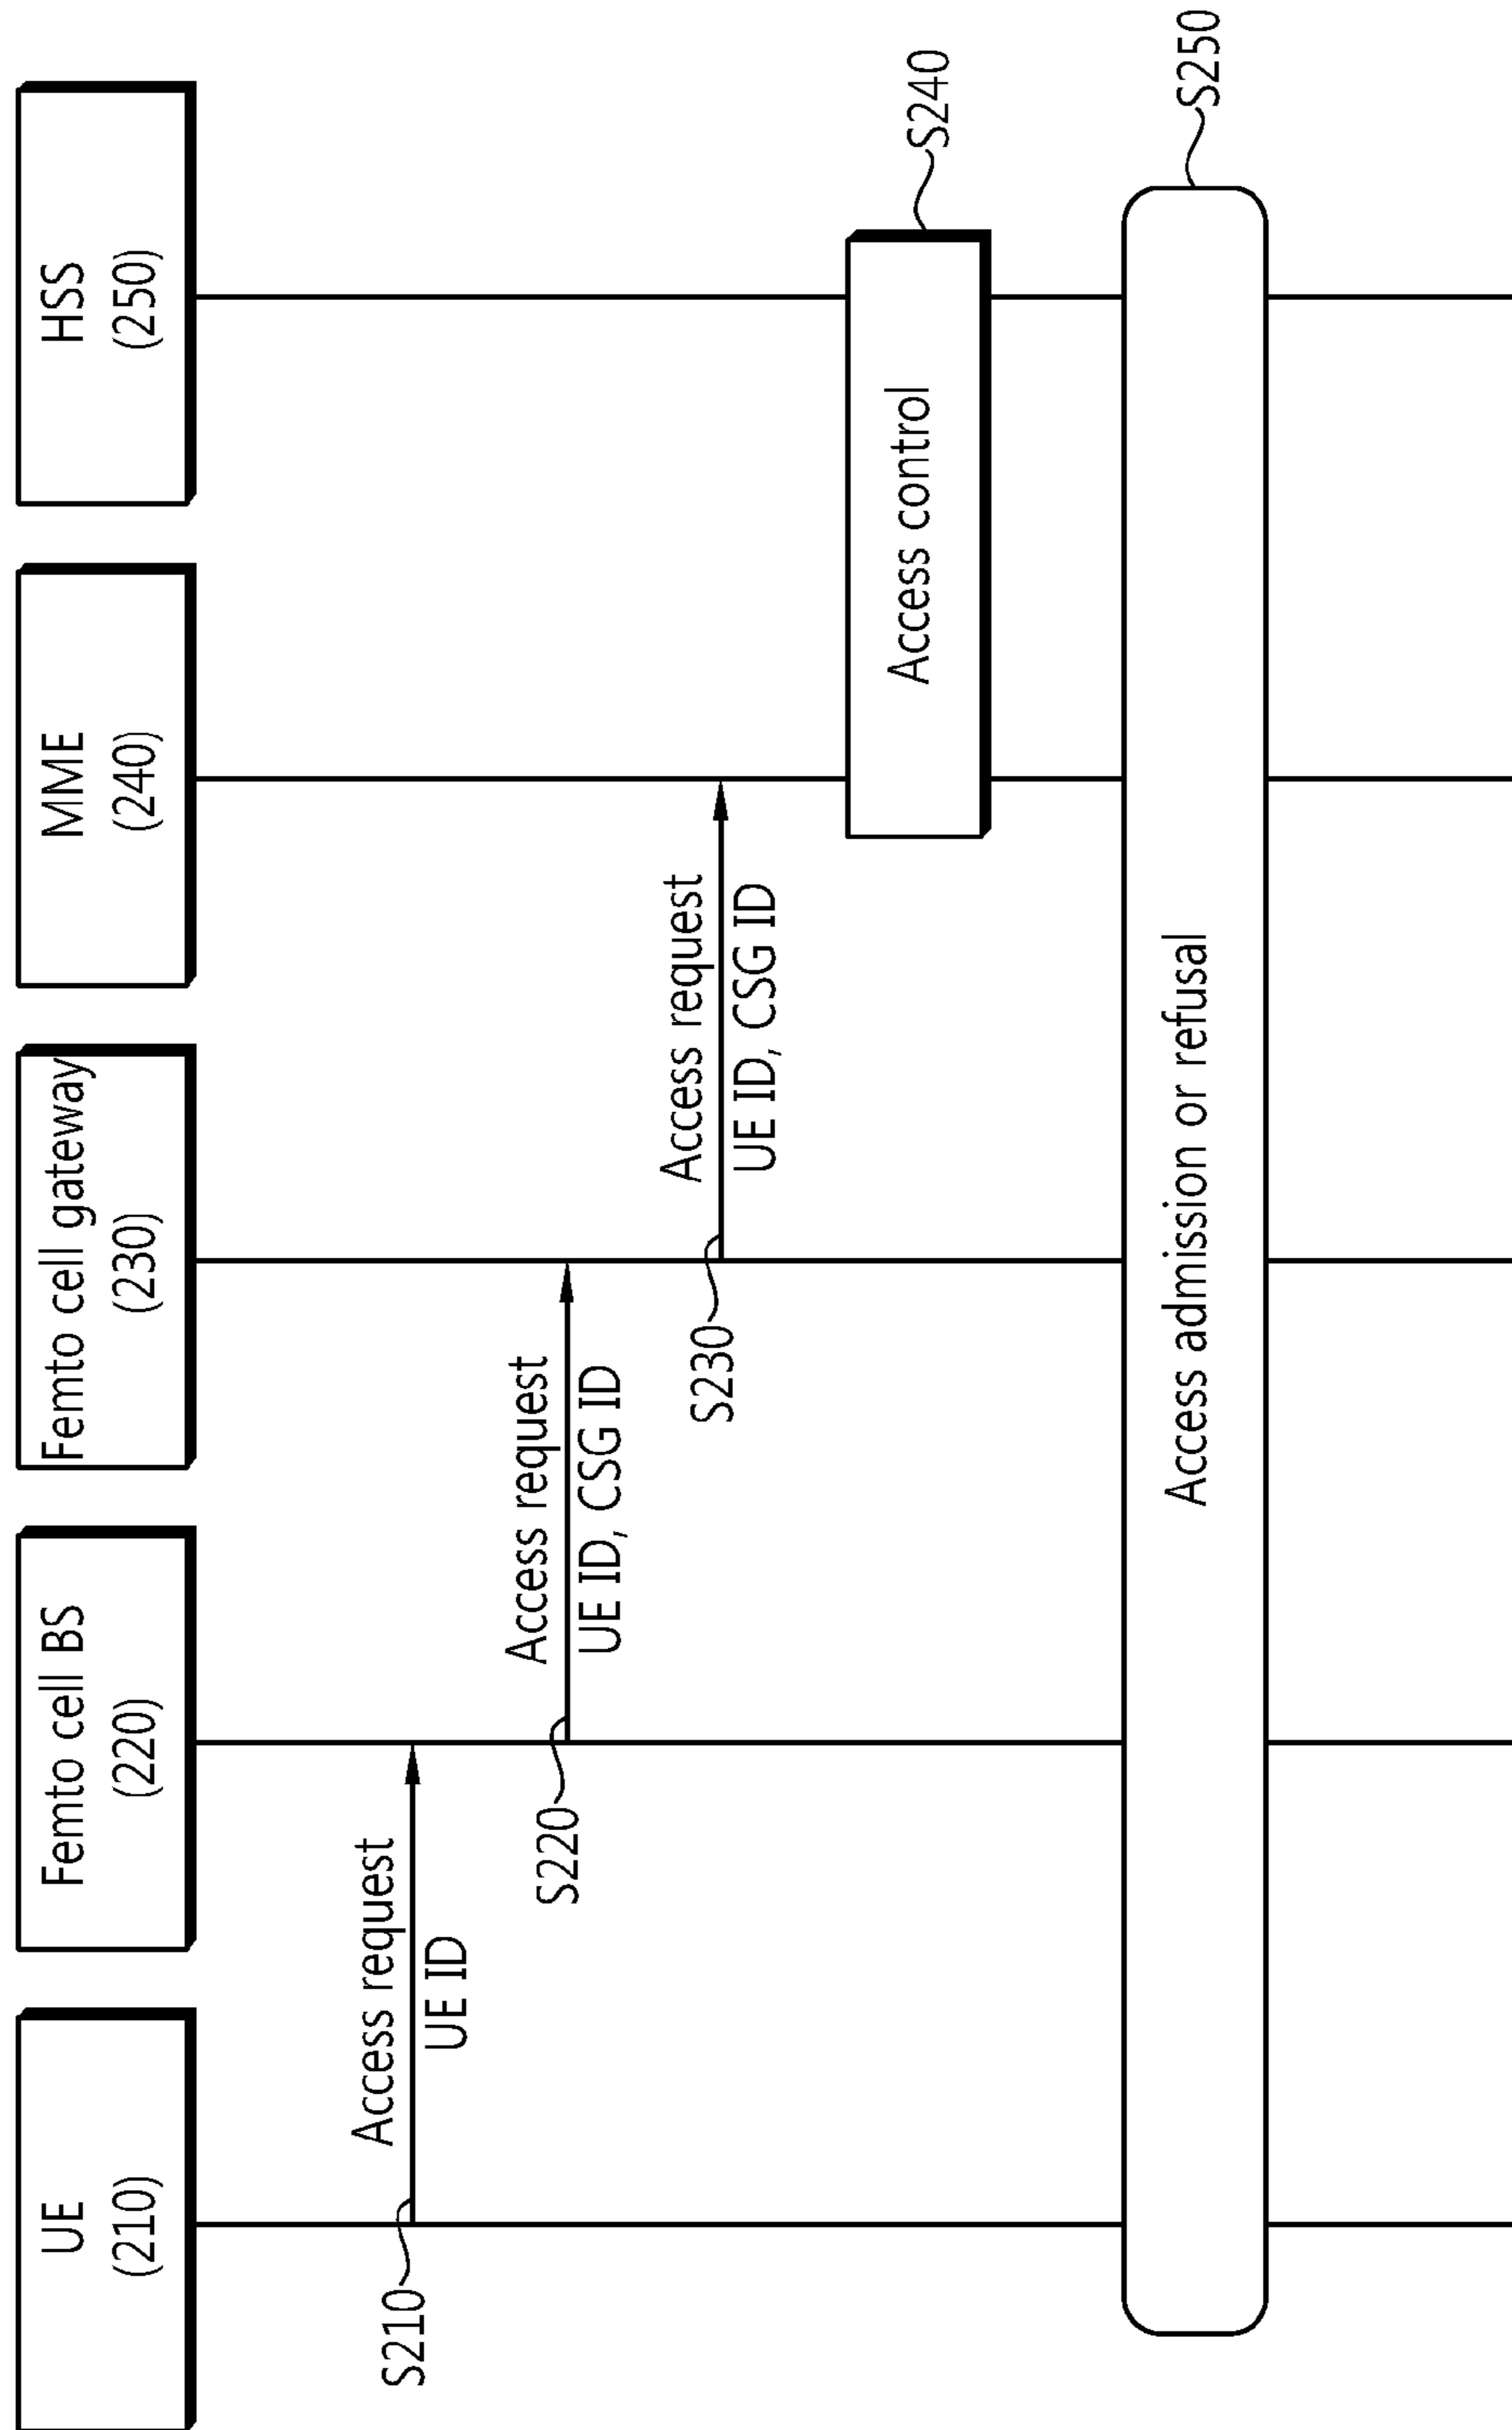 UE
(210)
Femto cell BS
(220)
Femto cell gateway
(230)
MME
(240)
HSS
(250)
Access request
UE ID
S210
Access request
UE ID, CSG ID
S220
Access request
UE ID, CSG ID
S230
Access control
S240
Access admission or refusal
S250